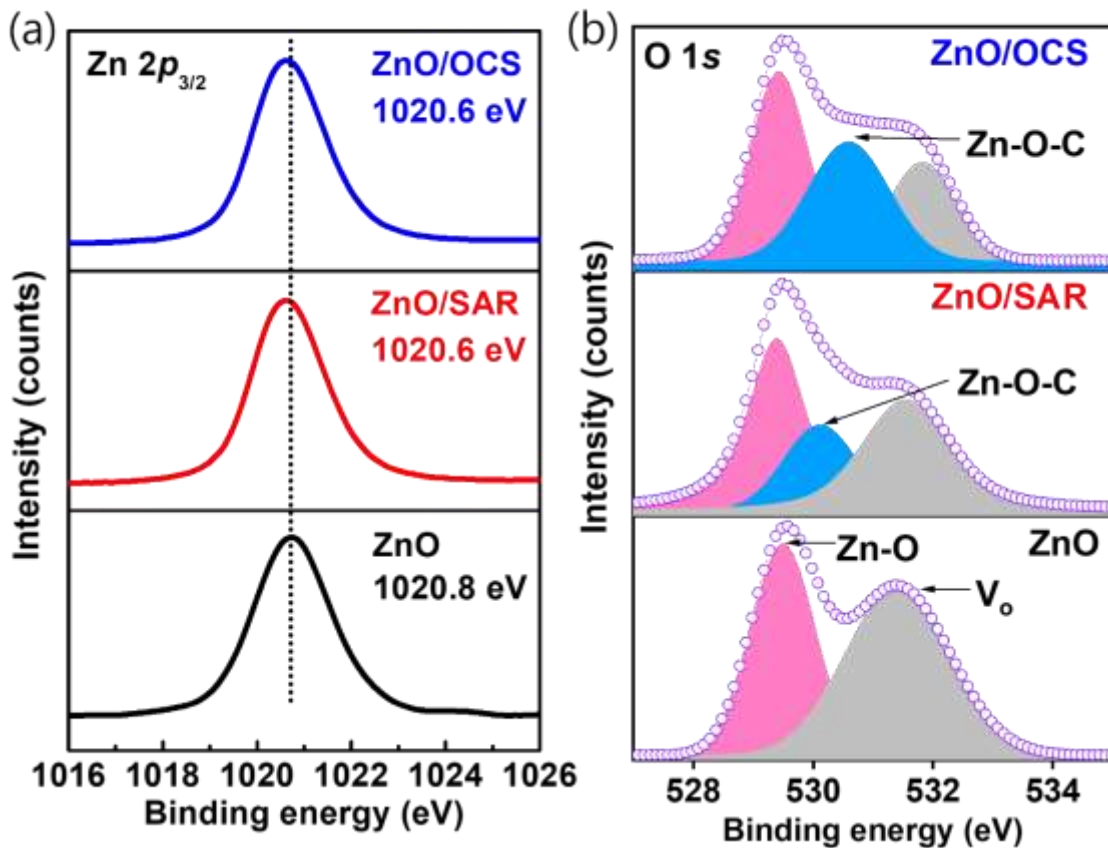 (a)
Zn 2p3/2
ZnO/OCS
1020.6 eV
ZnO/SAR
1020.6 eV
ZnO
1020.8 eV
Intensity (counts)
1016 1018 1020 1022 1024 1026
Binding energy (eV)
(b)
O 1s
ZnO/OCS
Zn-O-C
ZnO/SAR
Zn-O-C
ZnO
Zn-O
Vo
Intensity (counts)
528 530 532 534
Binding energy (eV)